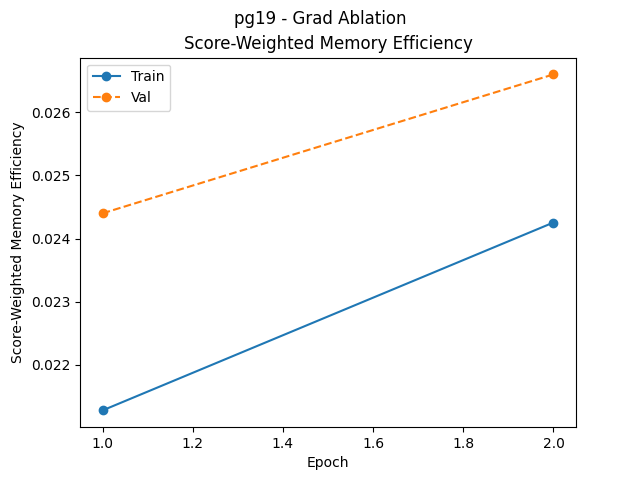 pg19 - Grad Ablation
Score-Weighted Memory Efficiency
Train
Val
Score-Weighted Memory Efficiency
0.026
0.025
0.024
0.023
0.022
1.0
1.2
1.4
1.6
1.8
2.0
Epoch